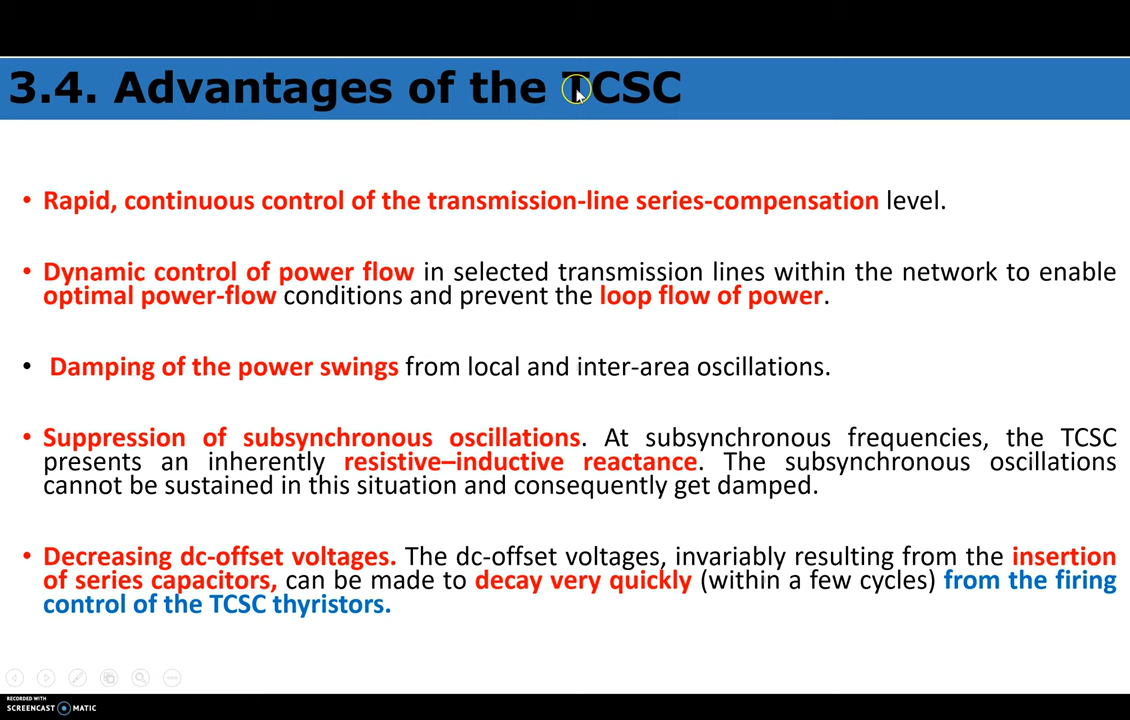 3.4. Advantages of the TCSC
• Rapid, continuous control of the transmission-line series-compensation level.
• Dynamic control of power flow in selected transmission lines within the network to enable
optimal power-flow conditions and prevent the loop flow of power.
• Damping of the power swings from local and inter-area oscillations.
• Suppression of subsynchronous oscillations. At subsynchronous frequencies, the TCSC
presents an inherently resistive–inductive reactance. The subsynchronous oscillations
cannot be sustained in this situation and consequently get damped.
• Decreasing dc-offset voltages. The dc-offset voltages, invariably resulting from the insertion
of series capacitors, can be made to decay very quickly (within a few cycles) from the firing
control of the TCSC thyristors.
RECORDED WITH
SCREENCAST MATIC